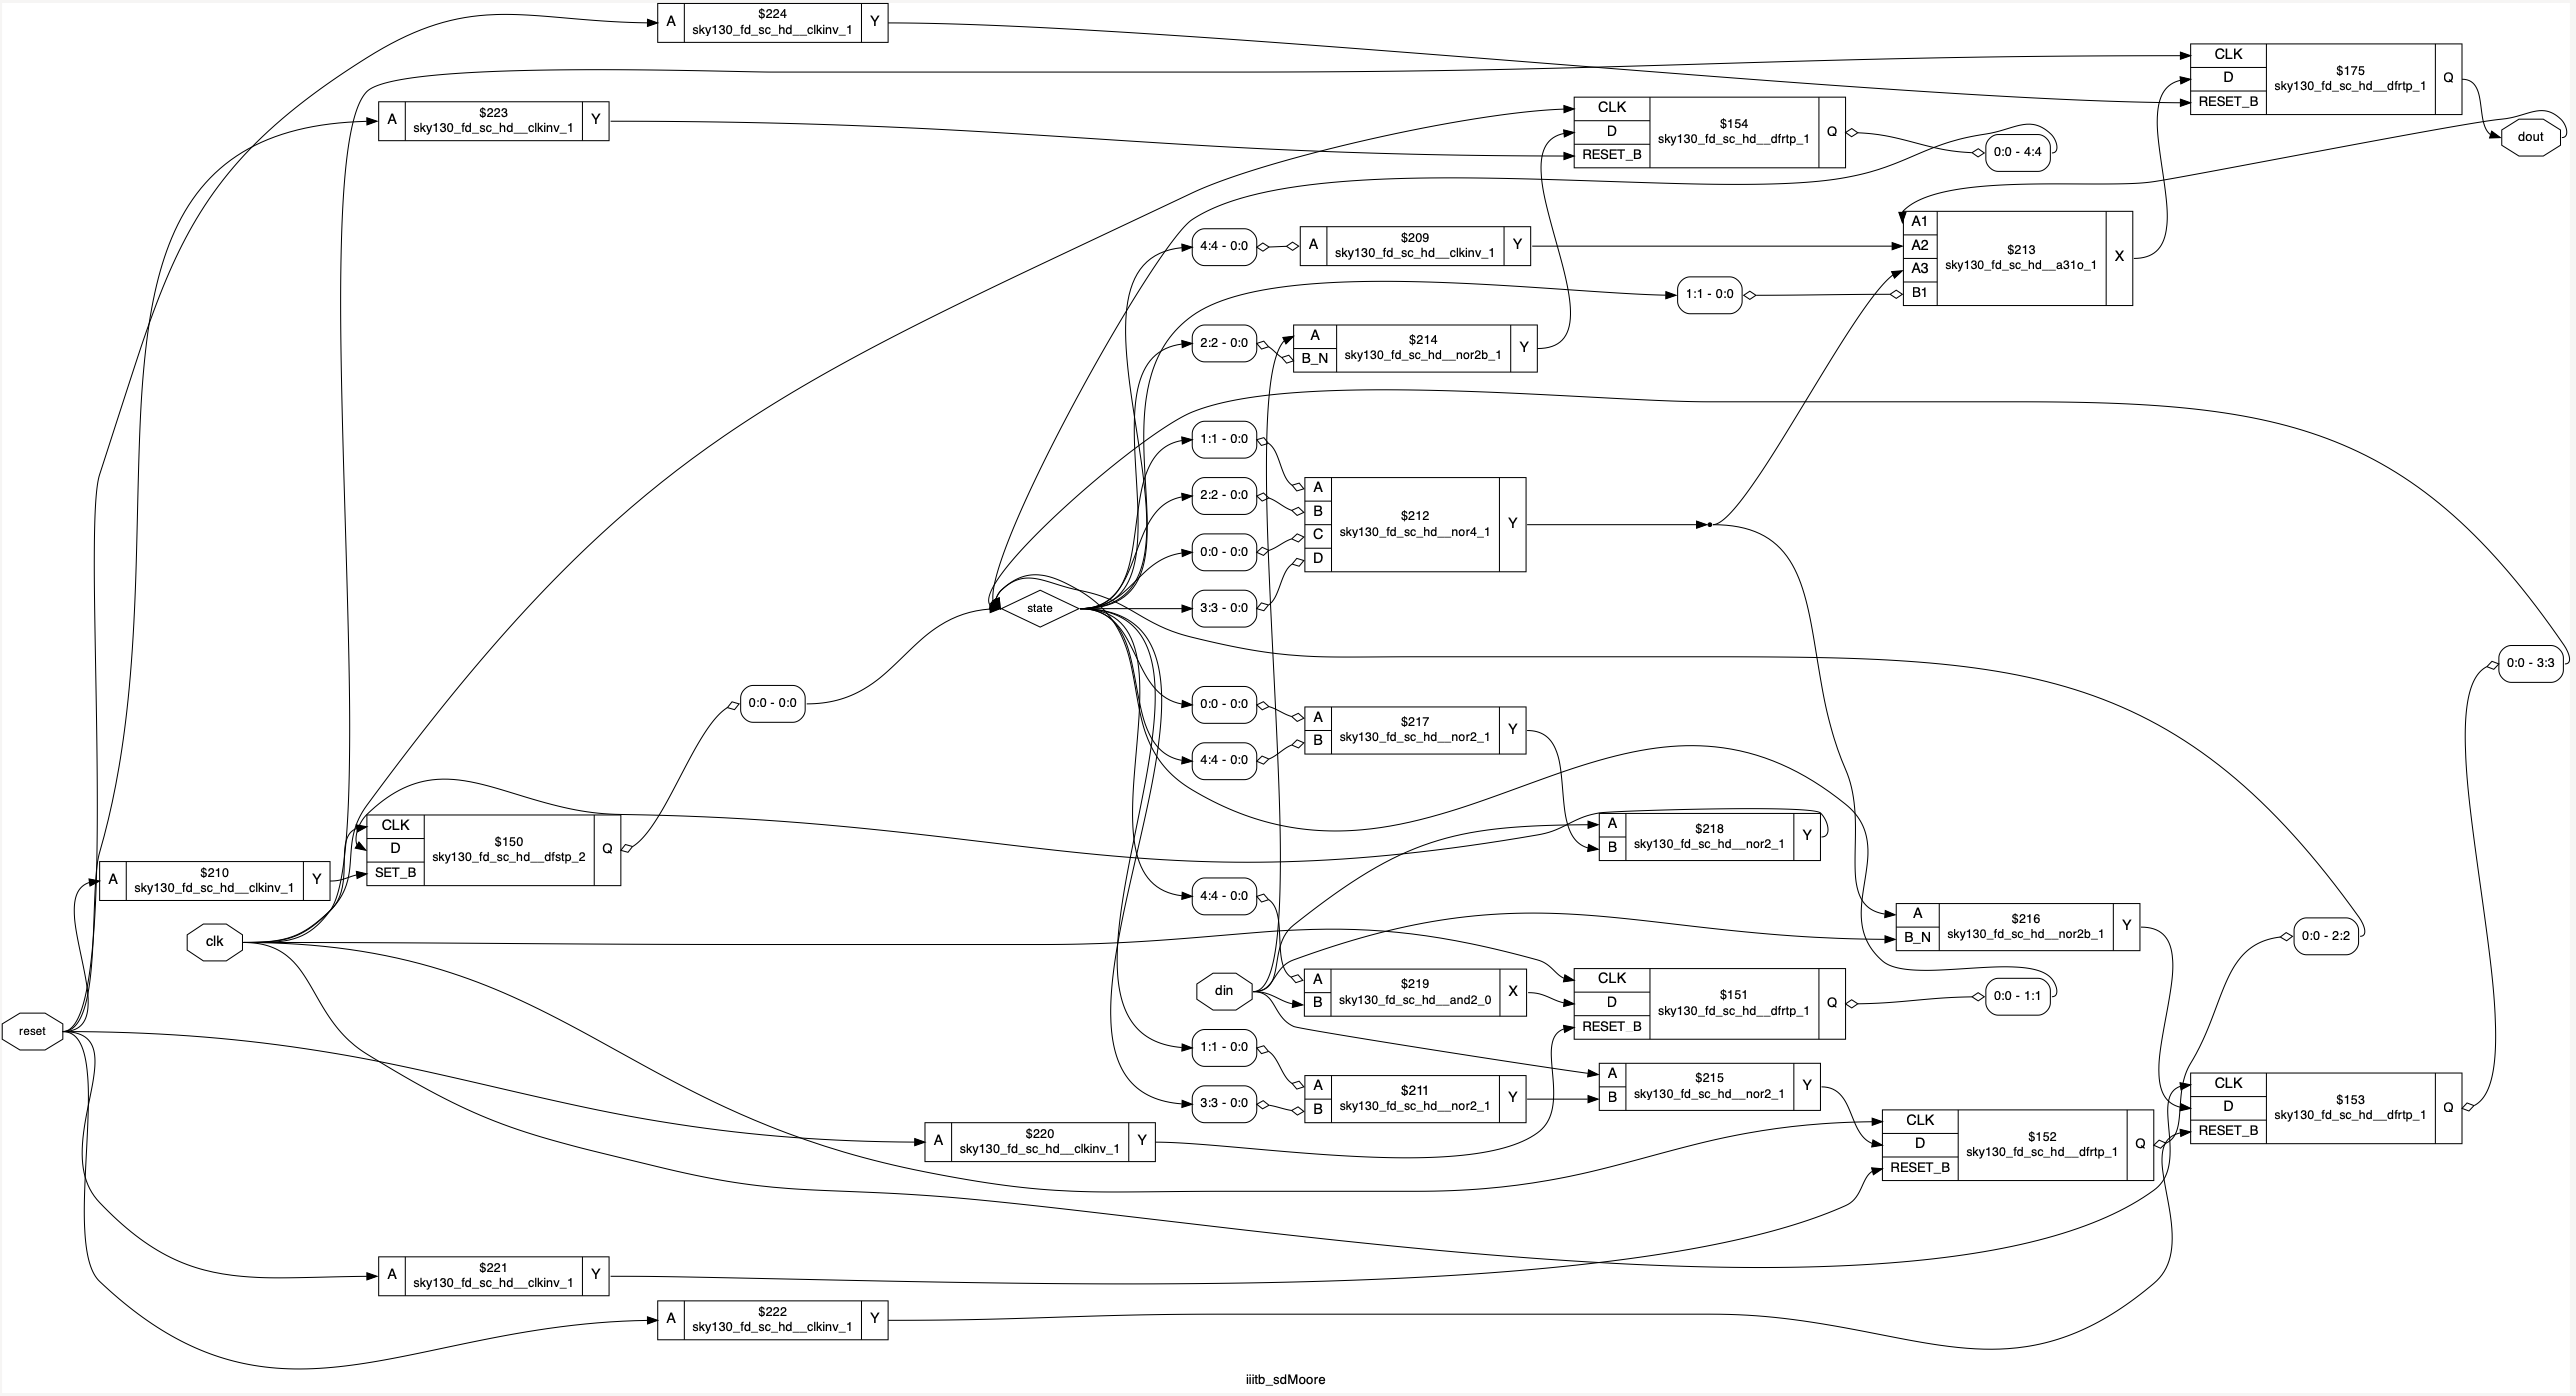 A
$224
sky130_fd_sc_hd__clkinv_1
Y
CLK
D
RESET_B
$175
sky130_fd_sc_hd__dfrtp_1
Q
dout
A
$223
sky130_fd_sc_hd__clkinv_1
Y
CLK
D
RESET_B
$154
sky130_fd_sc_hd__dfrtp_1
Q
0:0 - 4:4
4:4 - 0:0
A
$209
sky130_fd_sc_hd__clkinv_1
Y
A1
A2
A3
B1
$213
sky130_fd_sc_hd__a31o_1
X
1:1 - 0:0
2:2 - 0:0
A
B_N
$214
sky130_fd_sc_hd__nor2b_1
Y
1:1 - 0:0
2:2 - 0:0
0:0 - 0:0
3:3 - 0:0
A
B
C
D
$212
sky130_fd_sc_hd__nor4_1
Y
state
0:0 - 3:3
0:0 - 0:0
0:0 - 0:0
4:4 - 0:0
A
B
$217
sky130_fd_sc_hd__nor2_1
Y
CLK
D
SET_B
$150
sky130_fd_sc_hd__dfstp_2
Q
A
B
$218
sky130_fd_sc_hd__nor2_1
Y
A
$210
sky130_fd_sc_hd__clkinv_1
Y
4:4 - 0:0
clk
A
B_N
$216
sky130_fd_sc_hd__nor2b_1
Y
0:0 - 2:2
din
A
B
$219
sky130_fd_sc_hd__and2_0
X
CLK
D
RESET_B
$151
sky130_fd_sc_hd__dfrtp_1
Q
0:0 - 1:1
reset
1:1 - 0:0
3:3 - 0:0
A
B
$211
sky130_fd_sc_hd__nor2_1
Y
A
B
$215
sky130_fd_sc_hd__nor2_1
Y
CLK
D
RESET_B
$153
sky130_fd_sc_hd__dfrtp_1
Q
A
$220
sky130_fd_sc_hd__clkinv_1
Y
CLK
D
RESET_B
$152
sky130_fd_sc_hd__dfrtp_1
Q
A
$221
sky130_fd_sc_hd__clkinv_1
Y
A
$222
sky130_fd_sc_hd__clkinv_1
Y
iiitb_sdMoore